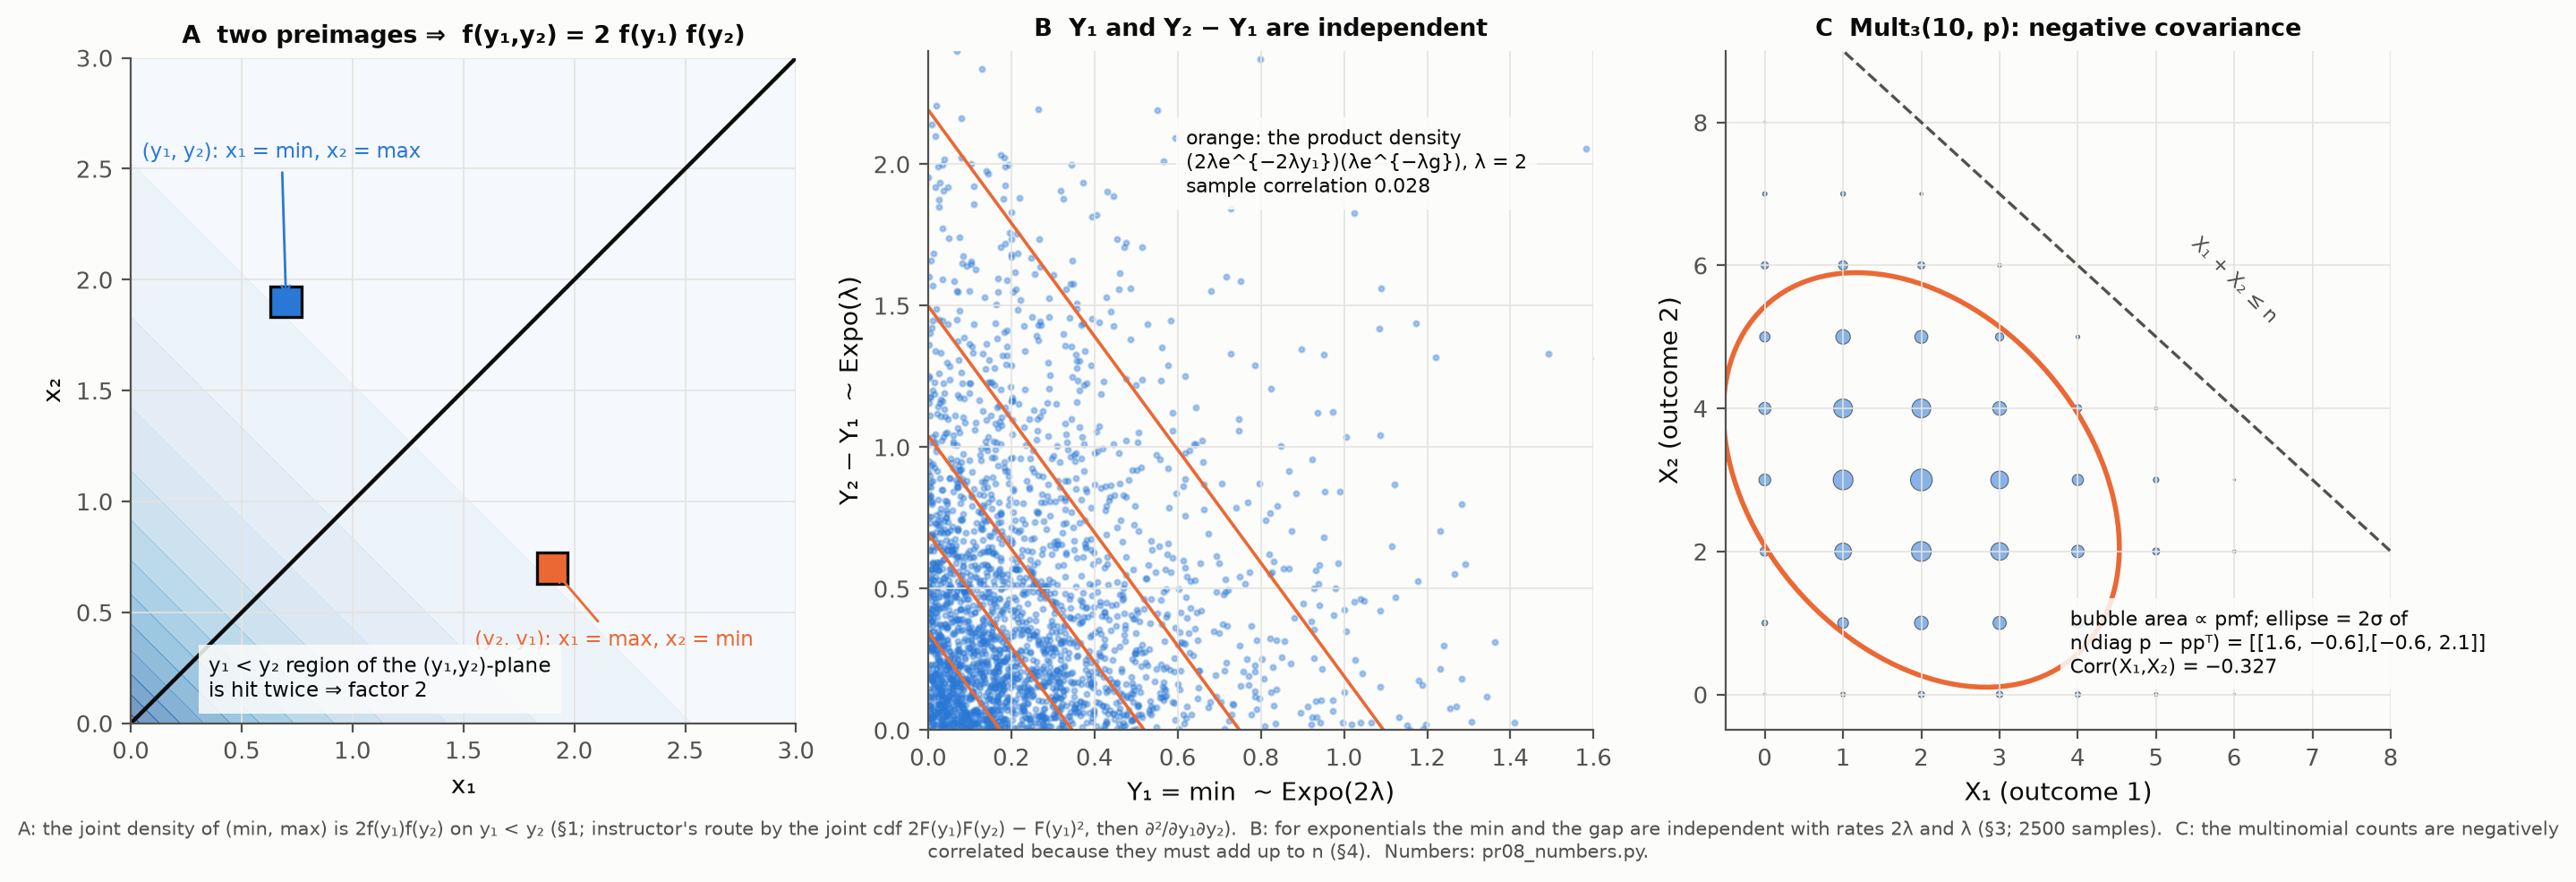 A  two preimages ⇒  f(y₁,y₂) = 2 f(y₁) f(y₂)
3.0
2.5
2.0
1.5
1.0
0.5
0.0
x₂
(y₁, y₂): x₁ = min, x₂ = max
(y₂, y₁): x₁ = max, x₂ = min
y₁ < y₂ region of the (y₁,y₂)-plane
is hit twice ⇒ factor 2
0.0 0.5 1.0 1.5 2.0 2.5 3.0
x₁
B  Y₁ and Y₂ − Y₁ are independent
2.0
1.5
1.0
0.5
0.0
Y₂ − Y₁  ~ Expo(λ)
orange: the product density
(2λe^{−2λy₁})(λe^{−λg}), λ = 2
sample correlation 0.028
0.0 0.2 0.4 0.6 0.8 1.0 1.2 1.4 1.6
Y₁ = min  ~ Expo(2λ)
C  Mult₃(10, p): negative covariance
8
6
4
2
0
X₂ (outcome 2)
X₁ + X₂ ≤ n
bubble area ∝ pmf; ellipse = 2σ of
n(diag p − ppᵀ) = [[1.6, −0.6],[−0.6, 2.1]]
Corr(X₁,X₂) = −0.327
0 1 2 3 4 5 6 7 8
X₁ (outcome 1)
A: the joint density of (min, max) is 2f(y₁)f(y₂) on y₁ < y₂ (§1; instructor's route by the joint cdf 2F(y₁)F(y₂) − F(y₁)², then ∂²/∂y₁∂y₂).  B: for exponentials the min and the gap are independent with rates 2λ and λ (§3; 2500 samples).  C: the multinomial counts are negatively
correlated because they must add up to n (§4).  Numbers: pr08_numbers.py.